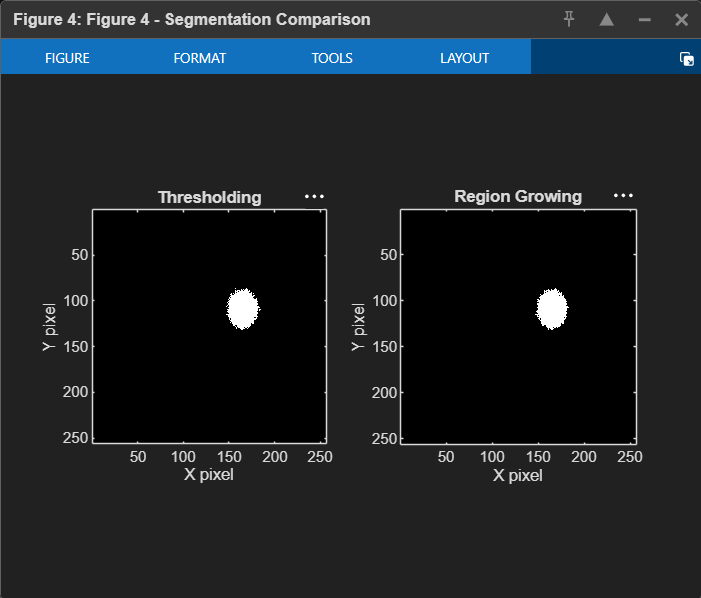 Figure 4: Figure 4 - Segmentation Comparison
FIGURE FORMAT TOOLS LAYOUT
Thresholding
50
100
150
200
250
Y pixel
50 100 150 200 250
X pixel
Region Growing
50
100
150
200
250
Y pixel
50 100 150 200 250
X pixel